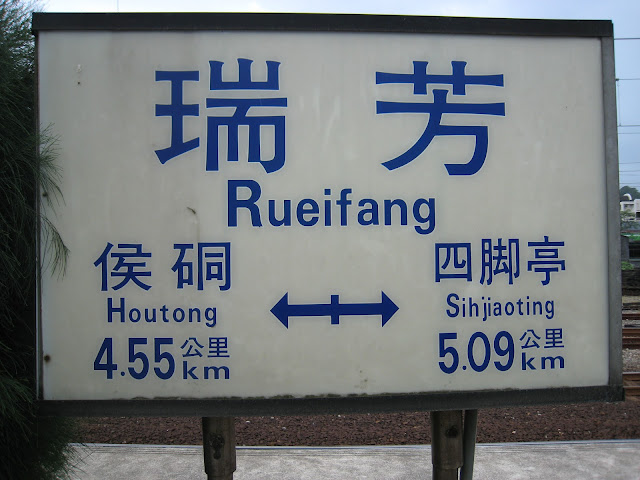 瑞芳
Rueifang
侯硐 四脚亭
Houtong Sihjiaoting
4.55公里km 5.09公里km